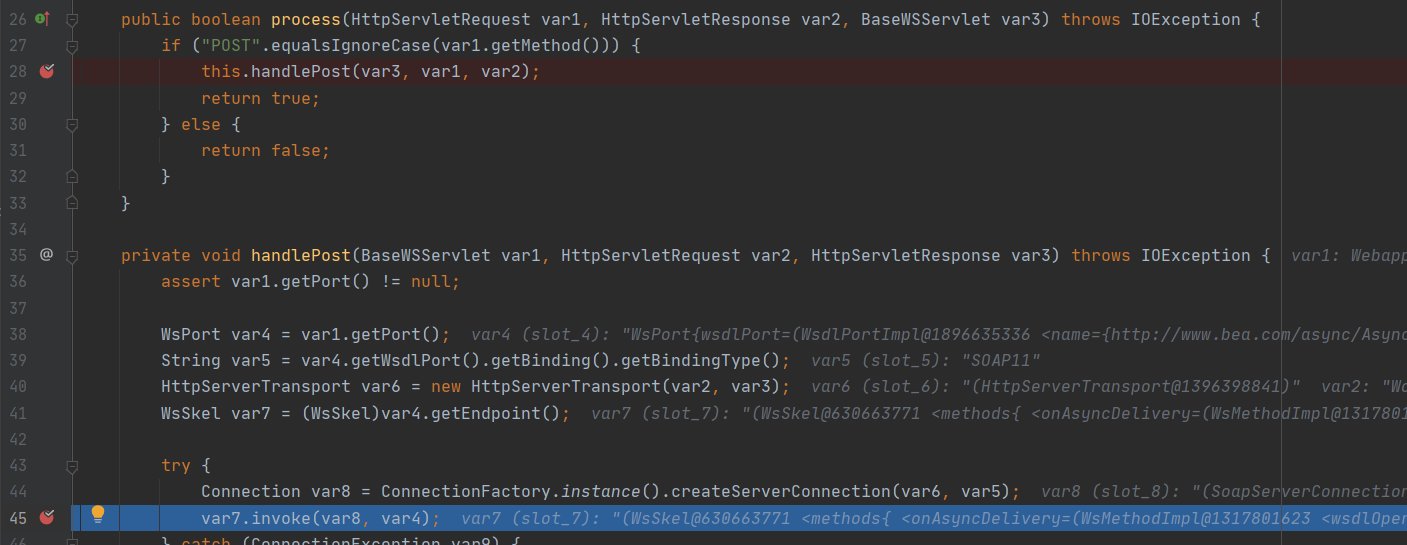 26 public boolean process(HttpServletRequest var1, HttpServletResponse var2, BaseWSServlet var3) throws IOException {
27 if ("POST".equalsIgnoreCase(var1.getMethod())) {
28 this.handlePost(var3, var1, var2);
29 return true;
30 } else {
31 return false;
32 }
33 }
34
35 @ private void handlePost(BaseWSServlet var1, HttpServletRequest var2, HttpServletResponse var3) throws IOException { var1: Webapp
36 assert var1.getPort() != null;
37
38 WsPort var4 = var1.getPort(); var4 (slot_4): "WsPort{wsdlPort=(WsdlPortImpl@1896635336 <name={http://www.bea.com/async/Async
39 String var5 = var4.getWsdlPort().getBinding().getBindingType(); var5 (slot_5): "SOAP11"
40 HttpServerTransport var6 = new HttpServerTransport(var2, var3); var6 (slot_6): "(HttpServerTransport@1396398841)" var2: "We
41 WsSkel var7 = (WsSkel)var4.getEndpoint(); var7 (slot_7): "(WsSkel@630663771 <methods{ <onAsyncDelivery=(WsMethodImpl@1317801
42
43 try {
44 Connection var8 = ConnectionFactory.instance().createServerConnection(var6, var5); var8 (slot_8): "(SoapServerConnection
45 var7.invoke(var8, var4); var7 (slot_7): "(WsSkel@630663771 <methods{ <onAsyncDelivery=(WsMethodImpl@1317801623 <wsdlOper
46 } catch (ConnectionException var9) {